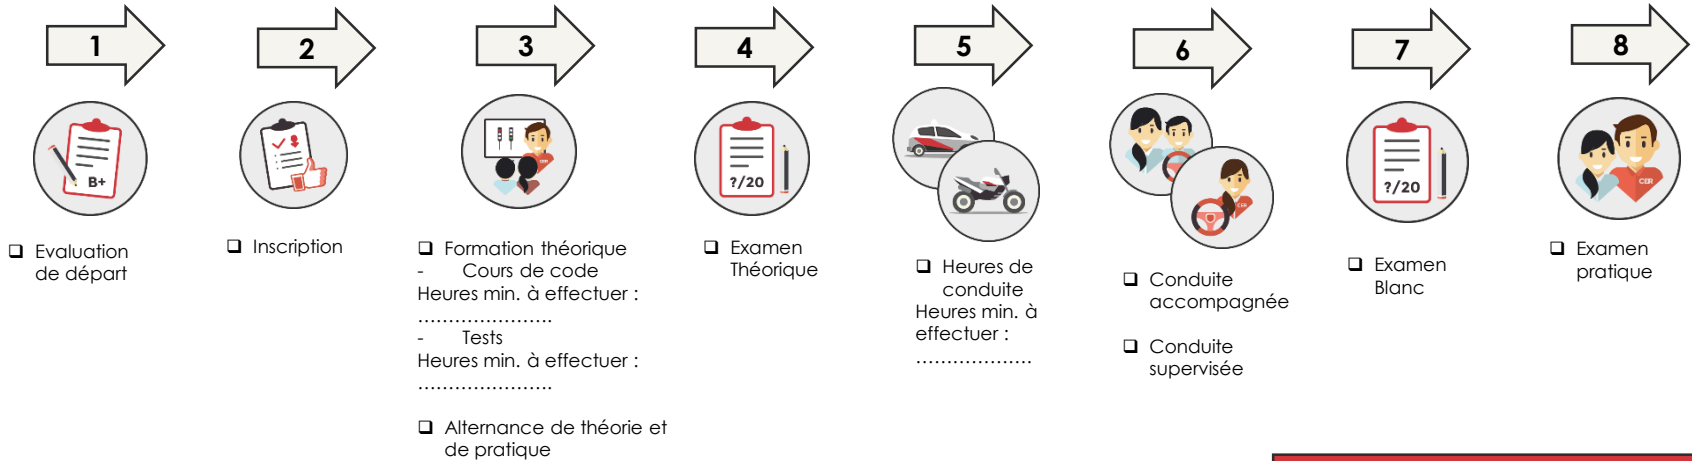 1
2
3
4
5
6
7
8
B+
?/20
?/20
CER
Evaluation
de départ
Inscription
Formation théorique
- Cours de code
Heures min. à effectuer :
......................
- Tests
Heures min. à effectuer :
......................
Alternance de théorie et
de pratique
Examen
Théorique
Heures de
conduite
Heures min. à
effectuer :
...................
Conduite
accompagnée
Conduite
supervisée
Examen
Blanc
Examen
pratique